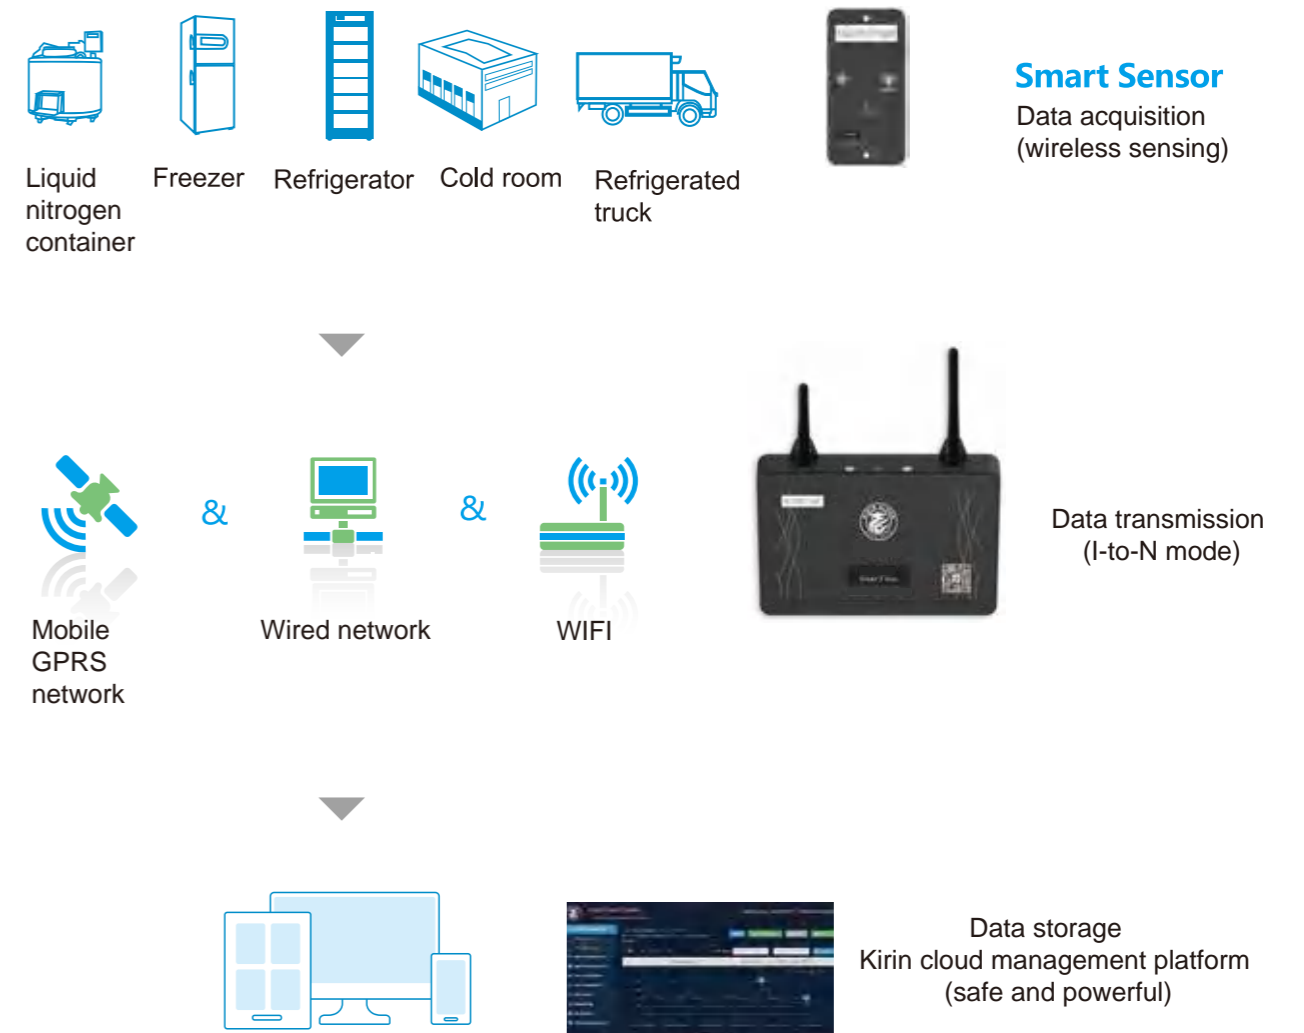 Smart Sensor
Data acquisition
(wireless sensing)
Liquid
nitrogen
container
Freezer
Refrigerator
Cold room
Refrigerated
truck
&
&
Data transmission
(I-to-N mode)
Mobile
GPRS
network
Wired network
WIFI
Data storage
Kirin cloud management platform
(safe and powerful)